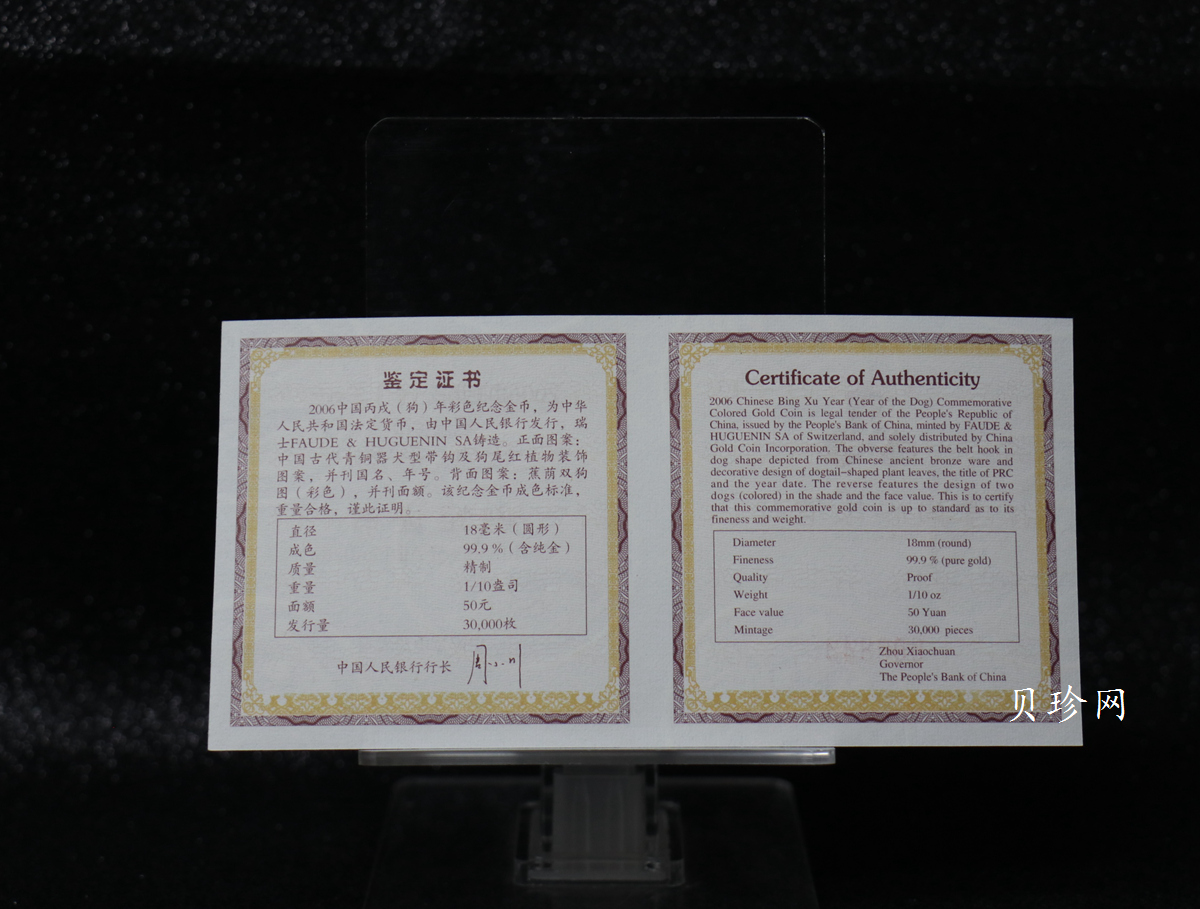 鉴定证书
2006中国丙戌（狗）年彩色纪念金币，为中华
人民共和国法定货币，由中国人民银行发行，瑞
士FAUDE & HUGUENIN SA铸造。正面图案：
中国古代青铜器犬型带钩及狗尾红植物装饰
图案，并刊国名、年号。背面图案：蕉荫双狗
图（彩色），并刊面额。该纪念金币成色标准，
重量合格，谨此证明。
直径 18毫米（圆形）
成色 99.9％（含纯金）
质量 精制
重量 1/10盎司
面额 50元
发行量 30,000枚
中国人民银行行长 周小川
Certificate of Authenticity
2006 Chinese Bing Xu Year (Year of the Dog) Commemorative
Colored Gold Coin is legal tender of the People's Republic of
China, issued by the People's Bank of China, minted by FAUDE &
HUGUENIN SA of Switzerland, and solely distributed by China
Gold Coin Incorporation. The obverse features the belt hook in
dog shape depicted from Chinese ancient bronze ware and
decorative design of dogtail-shaped plant leaves, the title of PRC
and the year date. The reverse features the design of two
dogs (colored) in the shade and the face value. This is to certify
that this commemorative gold coin is up to standard as to its
fineness and weight.
Diameter 18mm (round)
Fineness 99.9 % (pure gold)
Quality Proof
Weight 1/10 oz
Face value 50 Yuan
Mintage 30,000 pieces
Zhou Xiaochuan
Governor
The People's Bank of China
贝珍网